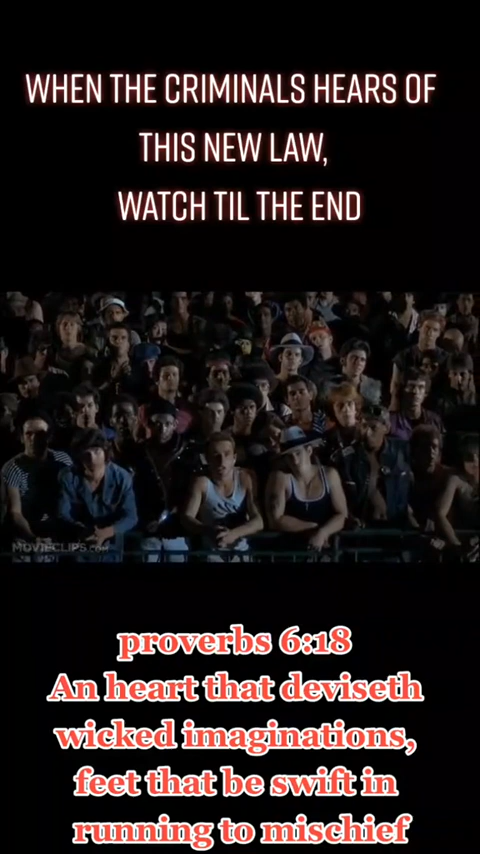 WHEN THE CRIMINALS HEARS OF
THIS NEW LAW,
WATCH TIL THE END
MOVIECLIPS.com
proverbs 6:18
An heart that deviseth
wicked imaginations,
feet that be swift in
running to mischief